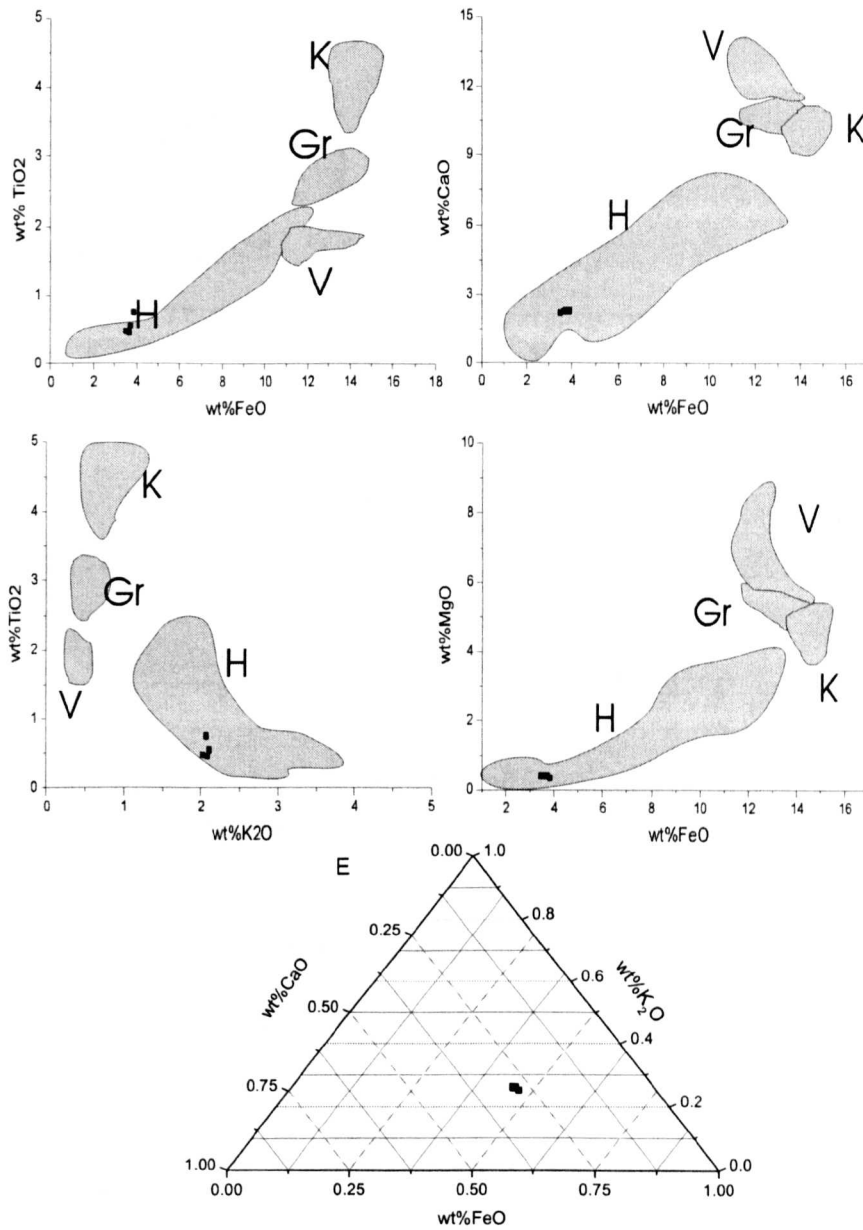 5
4
3
2
1
0
wt% TiO2
K
Gr
H
V
0 2 4 6 8 10 12 14 16 18
wt%FeO
15
12
9
6
3
0
wt%CaO
V
Gr
K
H
0 2 4 6 8 10 12 14 16
wt%FeO
5
4
3
2
1
0
wt%TiO2
K
Gr
H
V
0 1 2 3 4 5
wt%K2O
10
8
6
4
2
0
wt%MgO
V
Gr
K
H
2 4 6 8 10 12 14 16
wt%FeO
E
0.00 1.0
0.25 0.8
wt%CaO
wt%K2O
0.6
0.50
0.4
0.75
0.2
1.00 0.0
0.00 0.25 0.50 0.75 1.00
wt%FeO